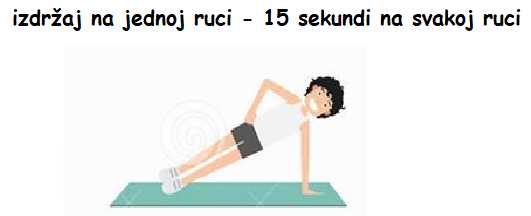 izdržaj na jednoj ruci - 15 sekundi na svakoj ruci